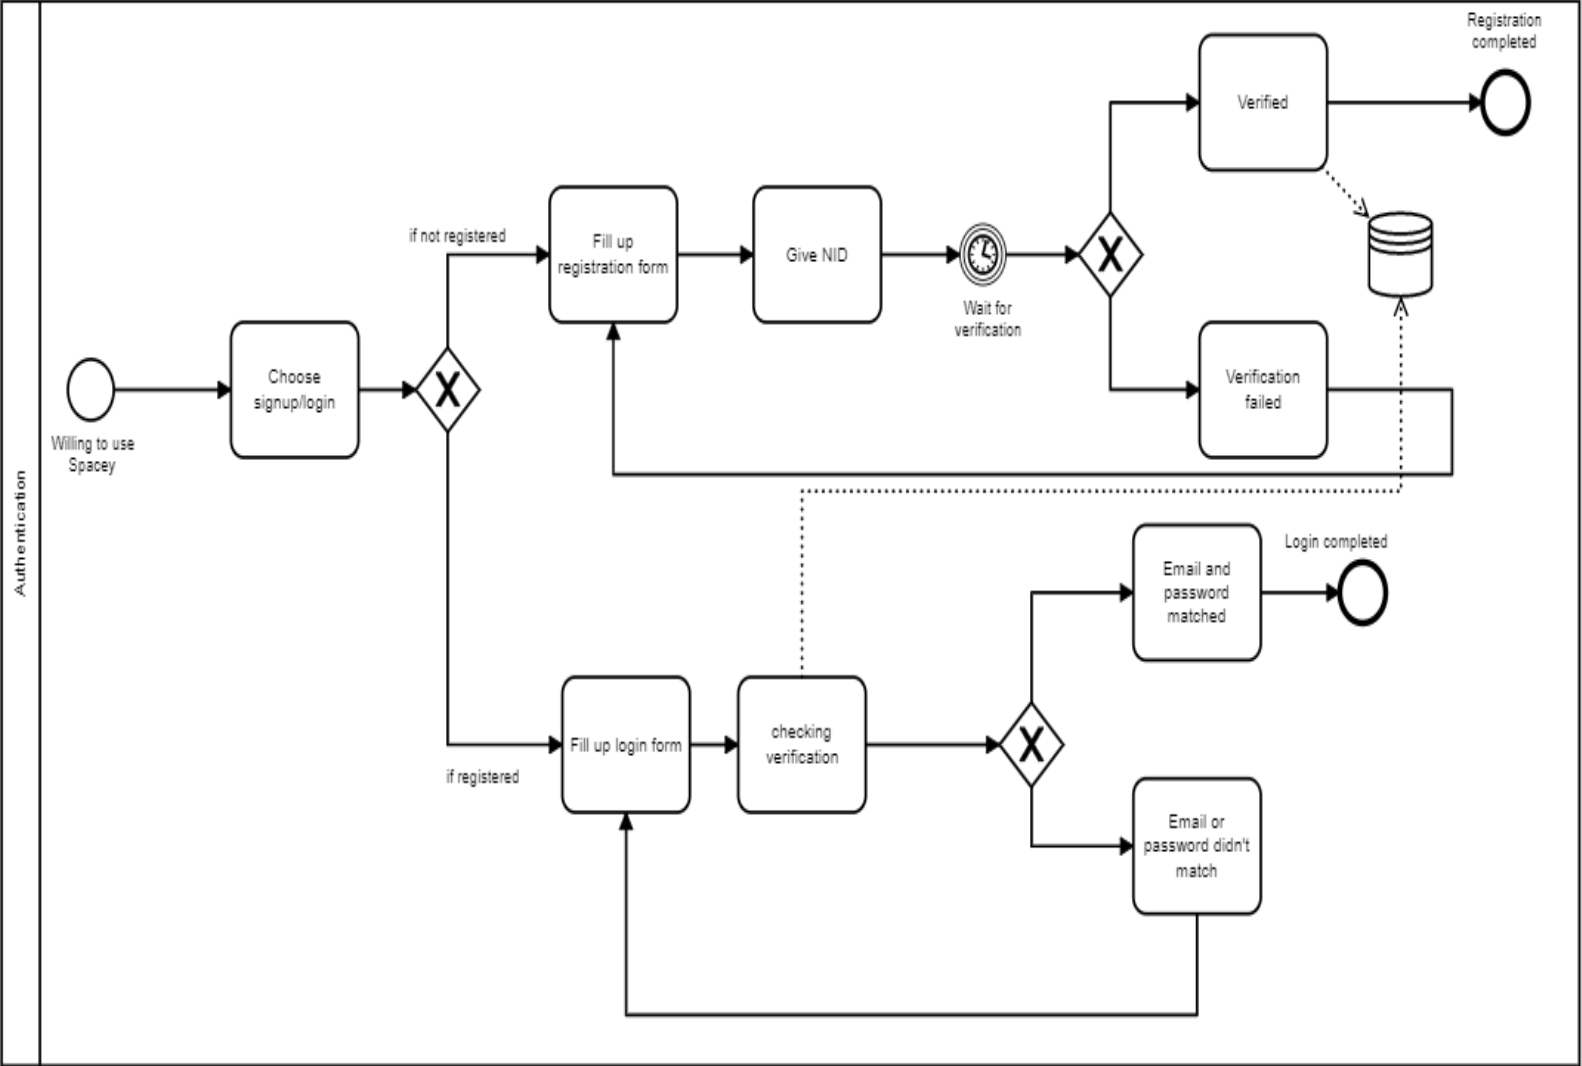 Authentication
Willing to use
Spacey
Choose
signup/login
if not registered
Fill up
registration form
Give NID
Wait for
verification
Verified
Registration
completed
Verification
failed
if registered
Fill up login form
checking
verification
Email and
password
matched
Login completed
Email or
password didn't
match